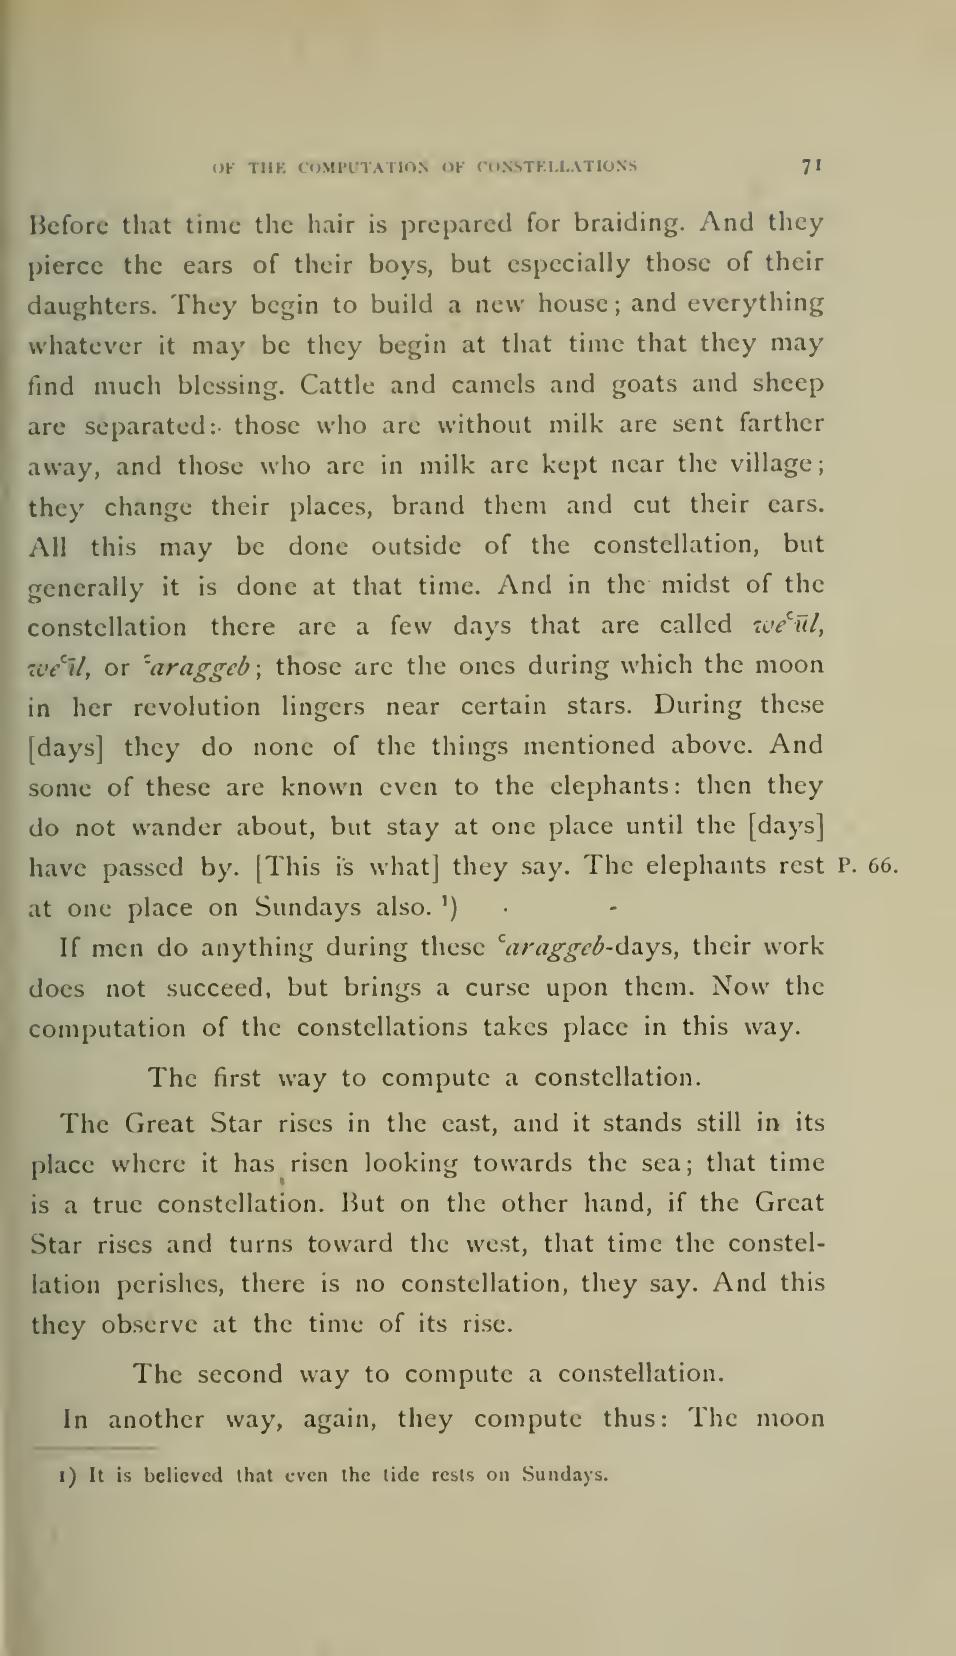 OF THE COMPUTATION OF CONSTELLATIONS 71
Before that time the hair is prepared for braiding. And they
pierce the ears of their boys, but especially those of their
daughters. They begin to build a new house; and everything
whatever it may be they begin at that time that they may
find much blessing. Cattle and camels and goats and sheep
are separated: those who are without milk are sent farther
away, and those who are in milk are kept near the village;
they change their places, brand them and cut their ears.
All this may be done outside of the constellation, but
generally it is done at that time. And in the midst of the
constellation there are a few days that are called weʿūl,
weʿīl, or ʿaraggeb; those are the ones during which the moon
in her revolution lingers near certain stars. During these
[days] they do none of the things mentioned above. And
some of these are known even to the elephants: then they
do not wander about, but stay at one place until the [days]
have passed by. [This is what] they say. The elephants rest P. 66.
at one place on Sundays also. ¹)
If men do anything during these ʿaraggeb-days, their work
does not succeed, but brings a curse upon them. Now the
computation of the constellations takes place in this way.
The first way to compute a constellation.
The Great Star rises in the east, and it stands still in its
place where it has risen looking towards the sea; that time
is a true constellation. But on the other hand, if the Great
Star rises and turns toward the west, that time the constel-
lation perishes, there is no constellation, they say. And this
they observe at the time of its rise.
The second way to compute a constellation.
In another way, again, they compute thus: The moon
1) It is believed that even the tide rests on Sundays.